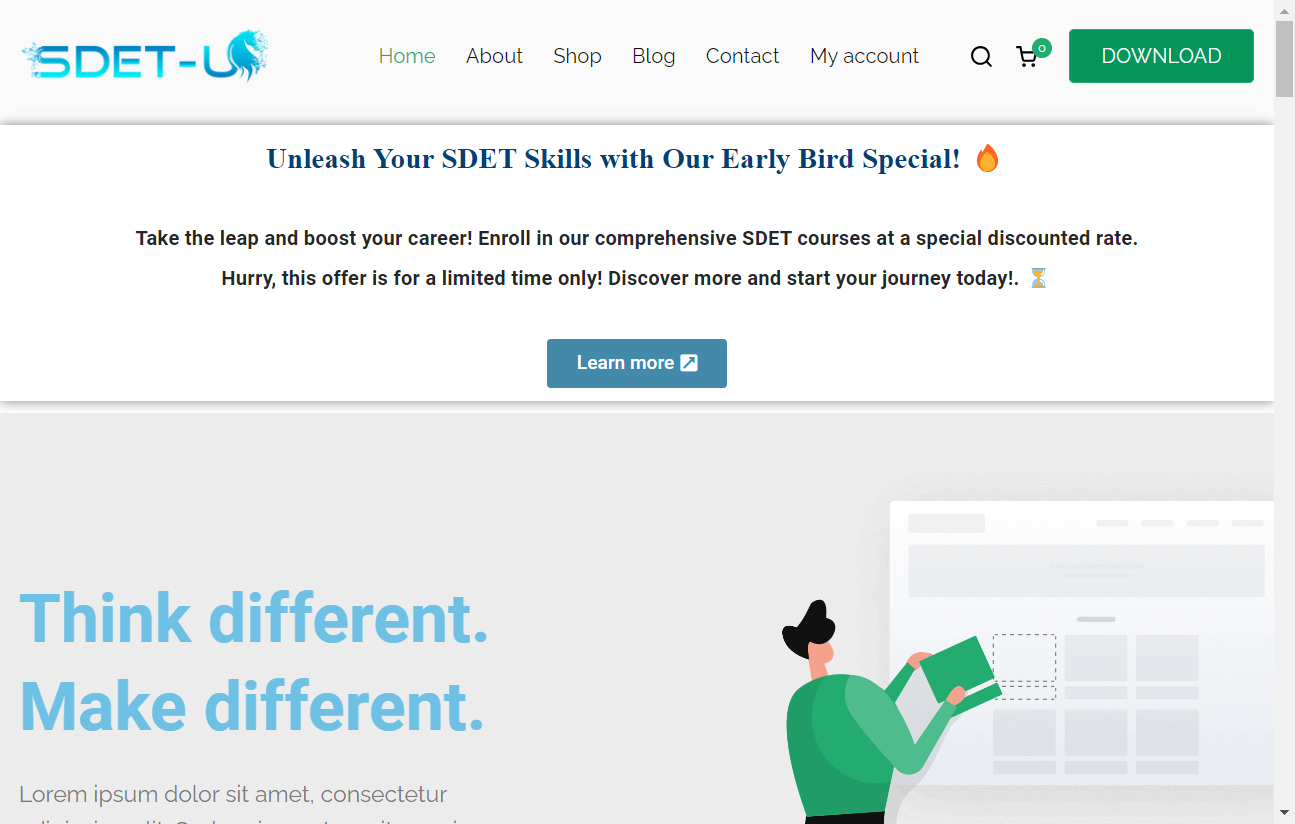 SDET-U
Home About Shop Blog Contact My account 0 DOWNLOAD
Unleash Your SDET Skills with Our Early Bird Special! 🔥
Take the leap and boost your career! Enroll in our comprehensive SDET courses at a special discounted rate.
Hurry, this offer is for a limited time only! Discover more and start your journey today!. ⏳
Learn more ↗
Think different.
Make different.
Lorem ipsum dolor sit amet, consectetur